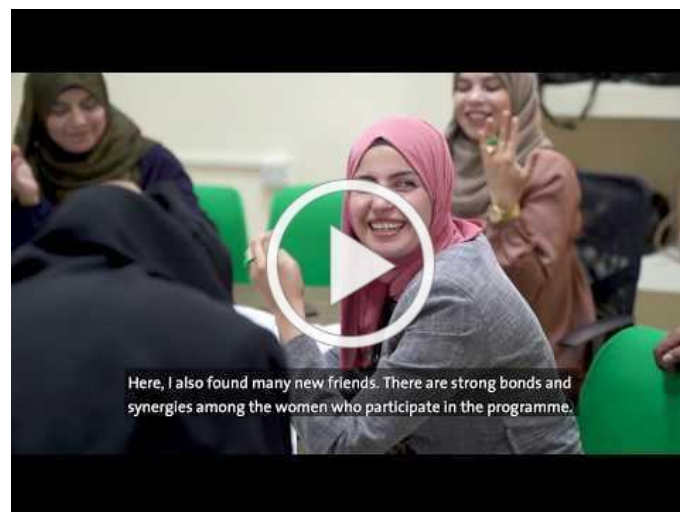 Here, I also found many new friends. There are strong bonds and
synergies among the women who participate in the programme.